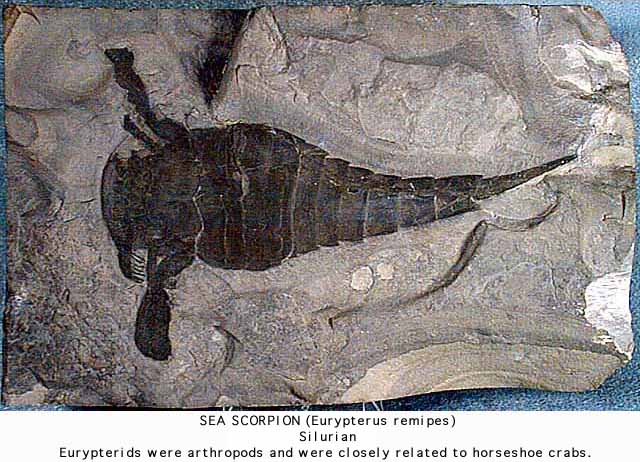 SEA SCORPION (Eurypterus remipes)
Silurian
Eurypterids were arthropods and were closely related to horseshoe crabs.